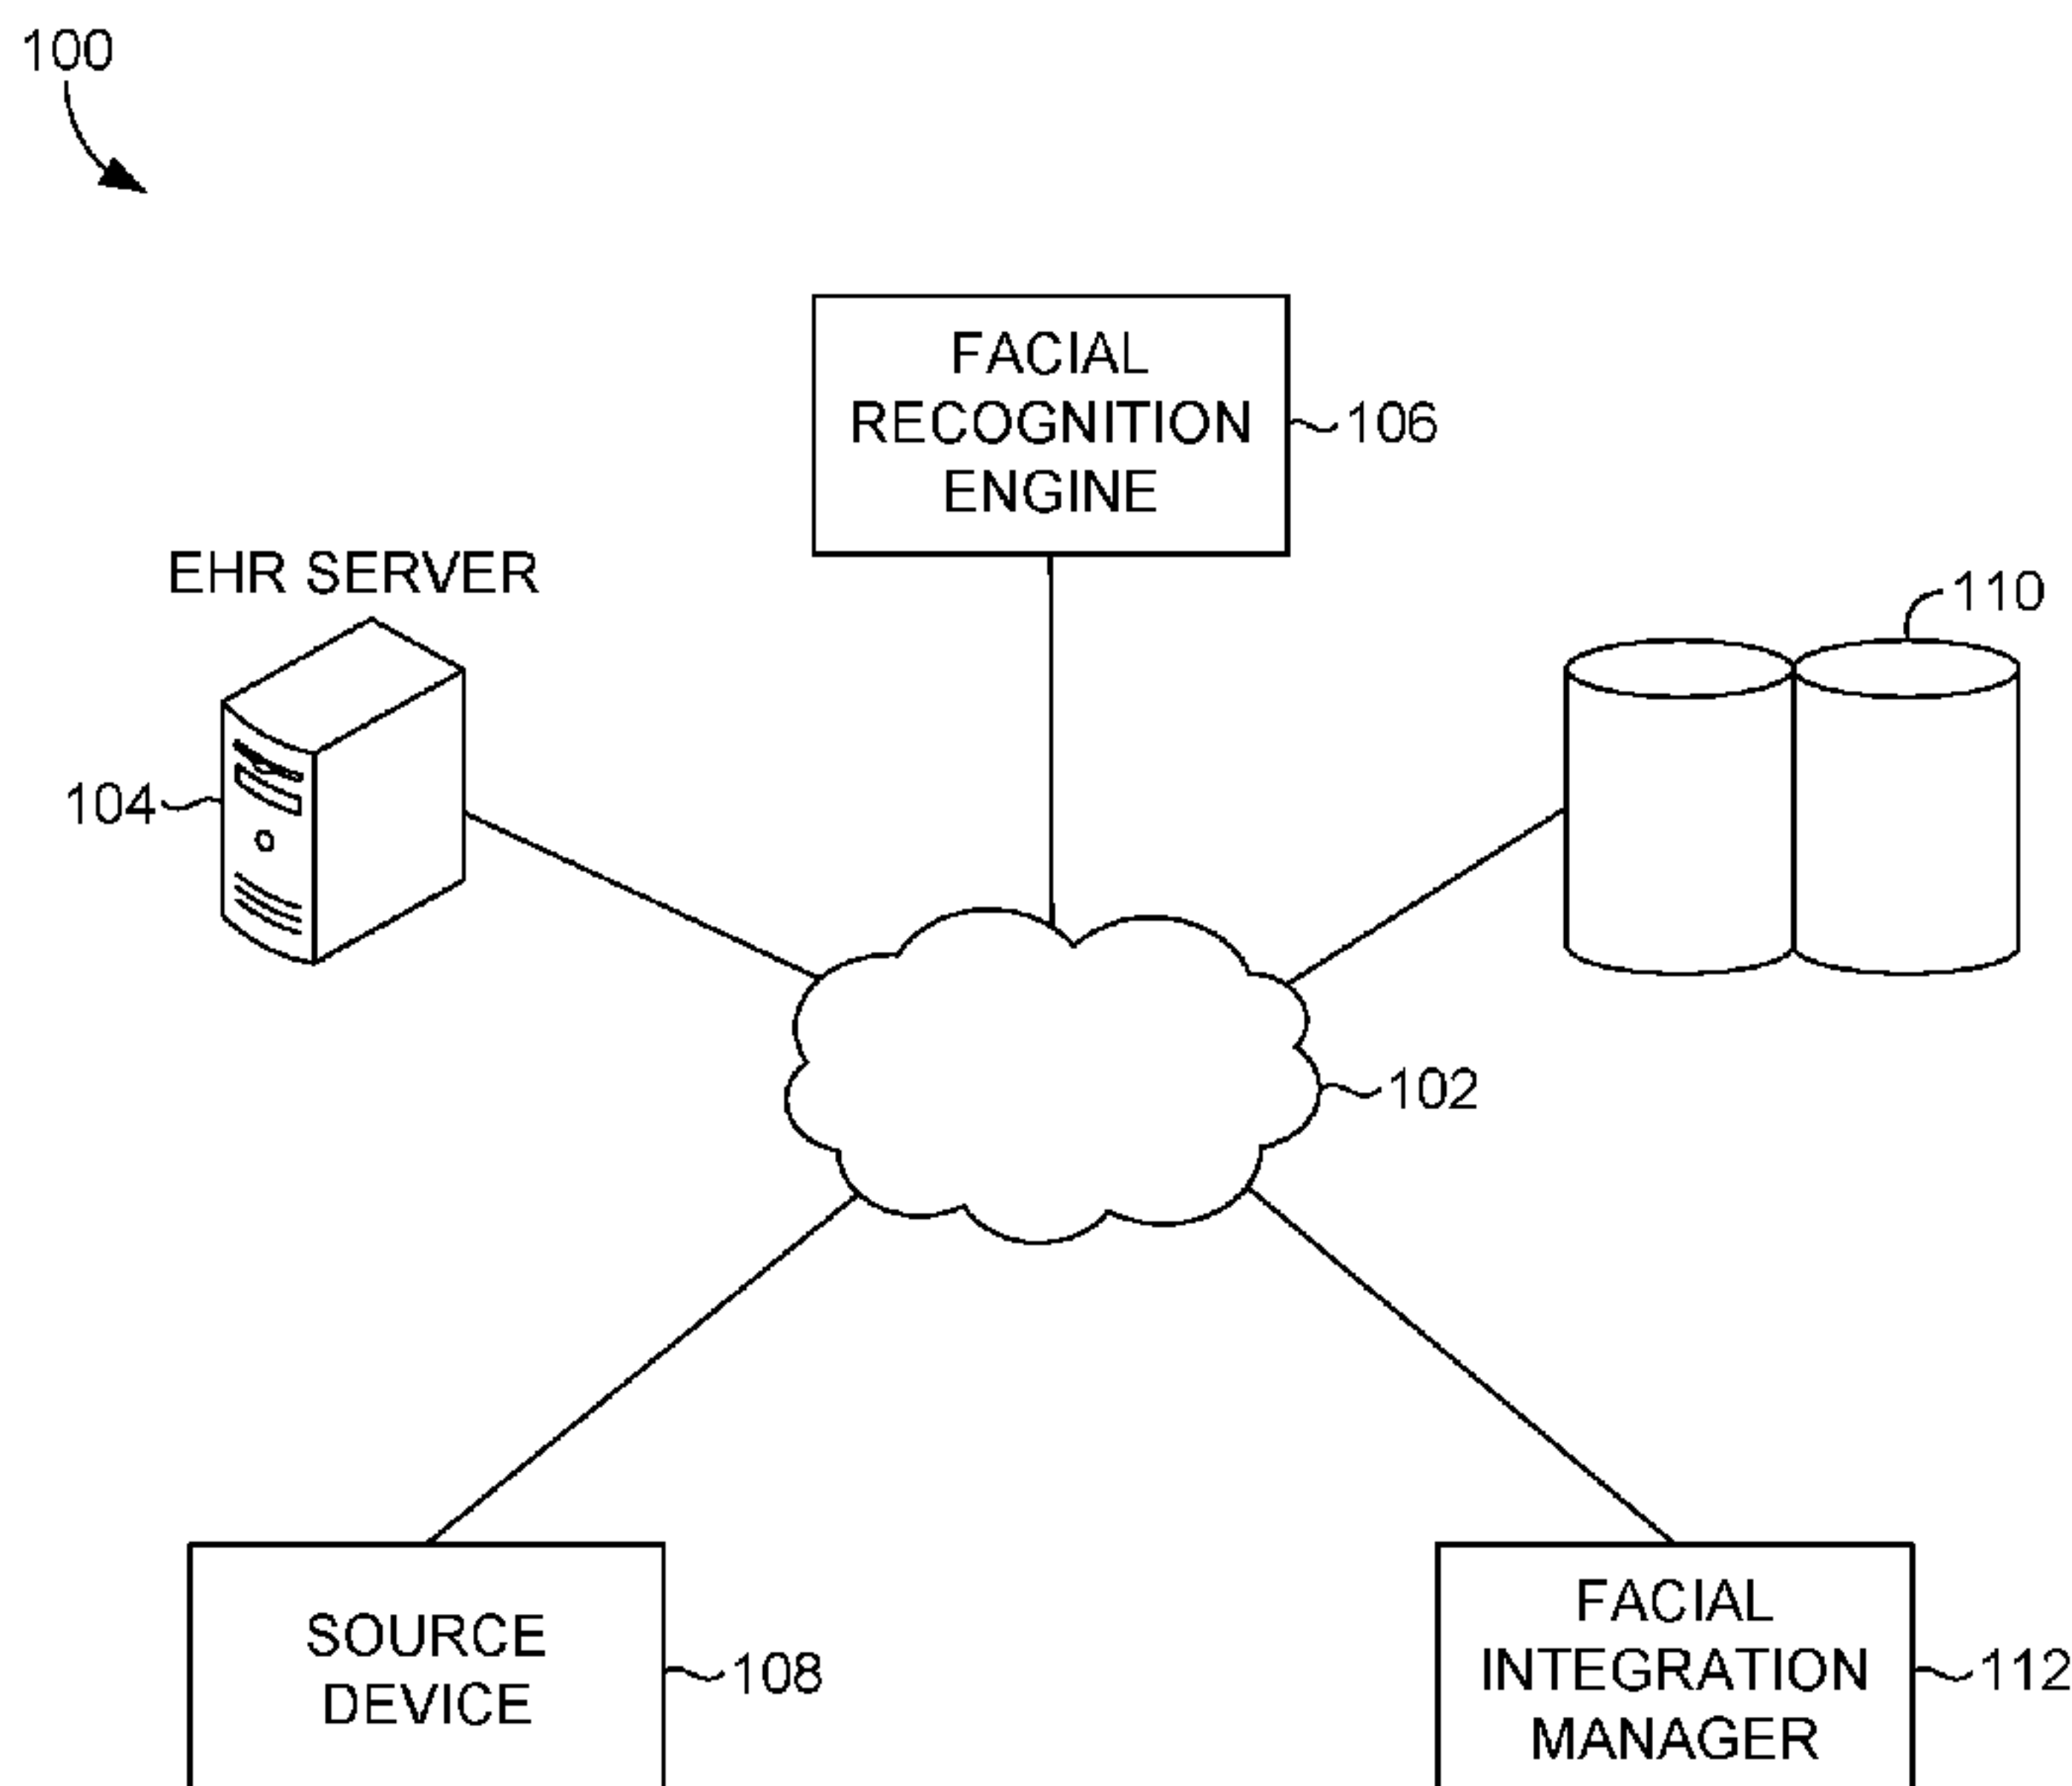 100
FACIAL
RECOGNITION
ENGINE
106
EHR SERVER
110
104
102
SOURCE
DEVICE
108
FACIAL
INTEGRATION
MANAGER
112